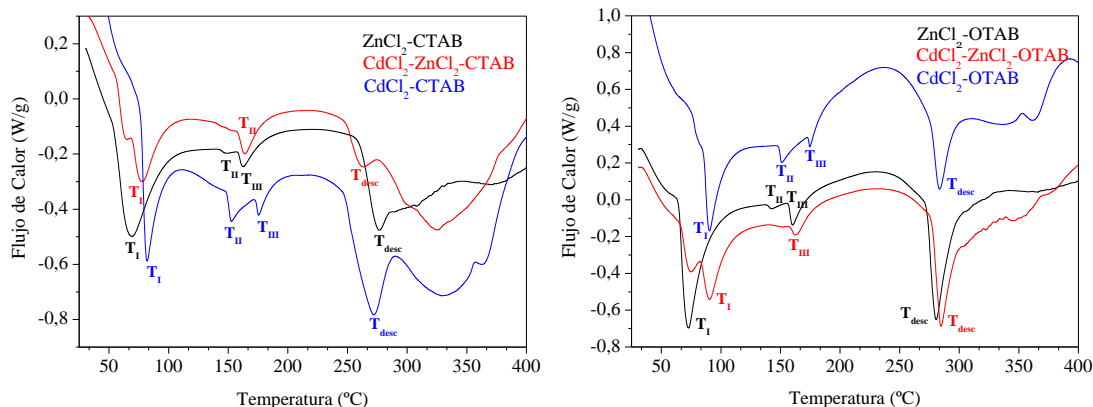 ZnCl2-CTAB
CdCl2-ZnCl2-CTAB
CdCl2-CTAB
0,2
0,0
-0,2
-0,4
-0,6
-0,8
Flujo de Calor (W/g)
TI
TI
TI
TII
TII
TIII
TII
TIII
Tdesc
Tdesc
Tdesc
50 100 150 200 250 300 350 400
Temperatura (ºC)
ZnCl2-OTAB
CdCl2-ZnCl2-OTAB
CdCl2-OTAB
1,0
0,8
0,6
0,4
0,2
0,0
-0,2
-0,4
-0,6
-0,8
Flujo de Calor (W/g)
TII
TIII
TI
TII
TIII
TIII
TI
TI
Tdesc
Tdesc
Tdesc
50 100 150 200 250 300 350 400
Temperatura (ºC)